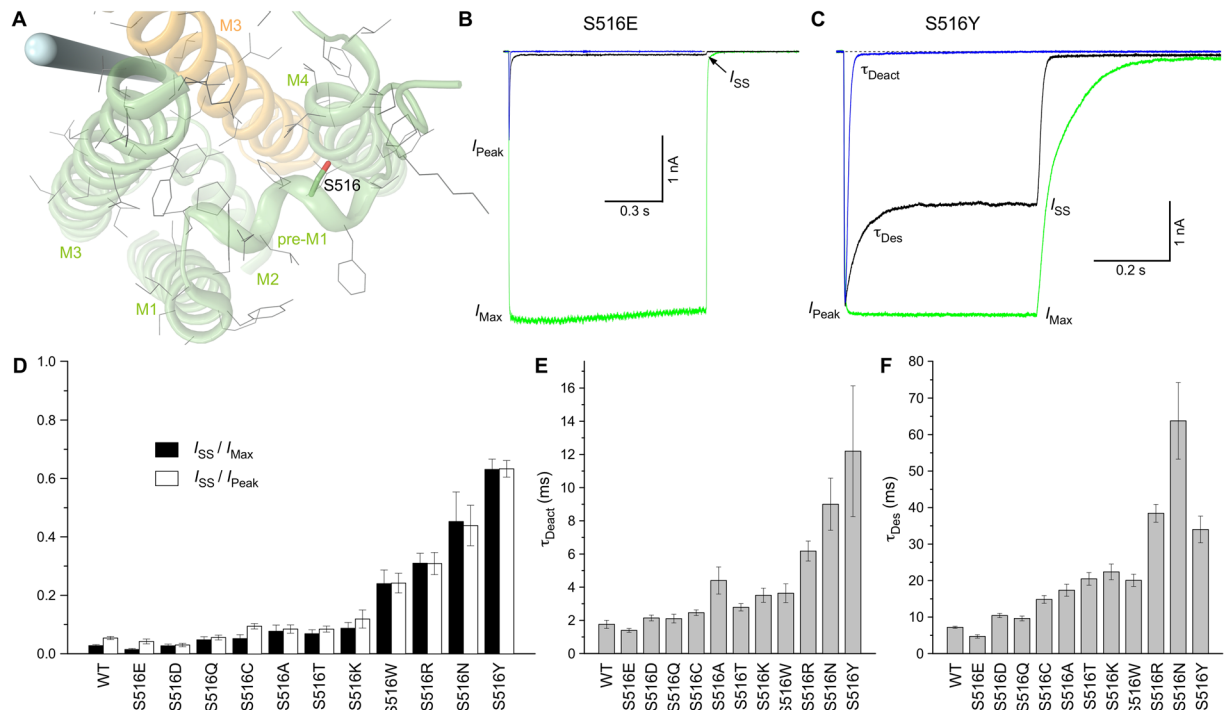 A
M3
M4
S516
pre-M1
M3
M2
M1
B
S516E
I_SS
I_Peak
1 nA
0.3 s
I_Max
C
S516Y
τ_Deact
τ_Des
I_SS
1 nA
0.2 s
I_Peak
I_Max
D
1.0
0.8
0.6
0.4
0.2
0.0
I_SS / I_Max
I_SS / I_Peak
WT
S516E
S516D
S516Q
S516C
S516A
S516T
S516K
S516W
S516R
S516N
S516Y
E
τ_Deact (ms)
16
14
12
10
8
6
4
2
0
WT
S516E
S516D
S516Q
S516C
S516A
S516T
S516K
S516W
S516R
S516N
S516Y
F
τ_Des (ms)
80
70
60
50
40
30
20
10
0
WT
S516E
S516D
S516Q
S516C
S516A
S516T
S516K
S516W
S516R
S516N
S516Y